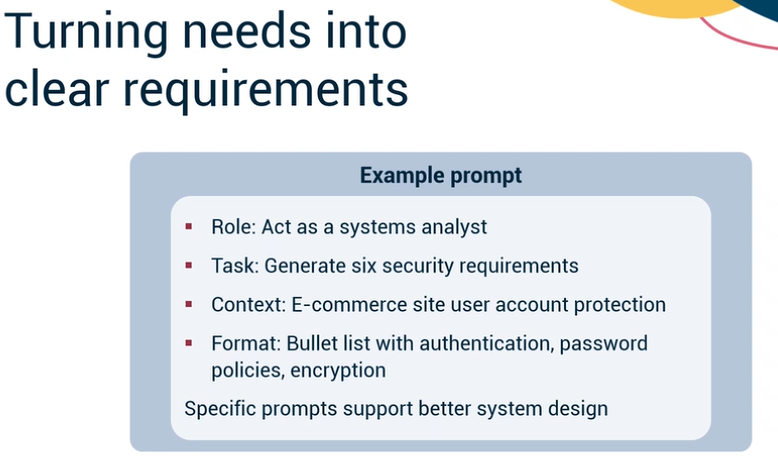 Turning needs into
clear requirements
Example prompt
▪ Role: Act as a systems analyst
▪ Task: Generate six security requirements
▪ Context: E-commerce site user account protection
▪ Format: Bullet list with authentication, password
policies, encryption
Specific prompts support better system design